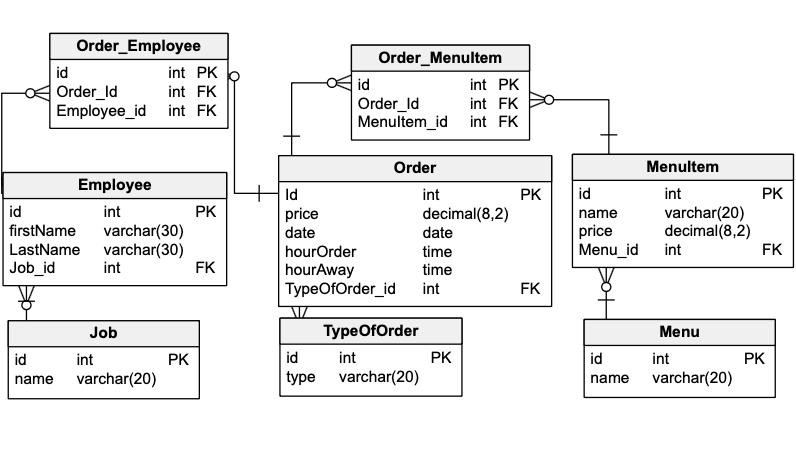 Order_Employee
id int PK
Order_Id int FK
Employee_id int FK
Order_MenuItem
id int PK
Order_Id int FK
MenuItem_id int FK
Employee
id int PK
firstName varchar(30)
LastName varchar(30)
Job_id int FK
Order
Id int PK
price decimal(8,2)
date date
hourOrder time
hourAway time
TypeOfOrder_id int FK
MenuItem
id int PK
name varchar(20)
price decimal(8,2)
Menu_id int FK
Job
id int PK
name varchar(20)
TypeOfOrder
id int PK
type varchar(20)
Menu
id int PK
name varchar(20)